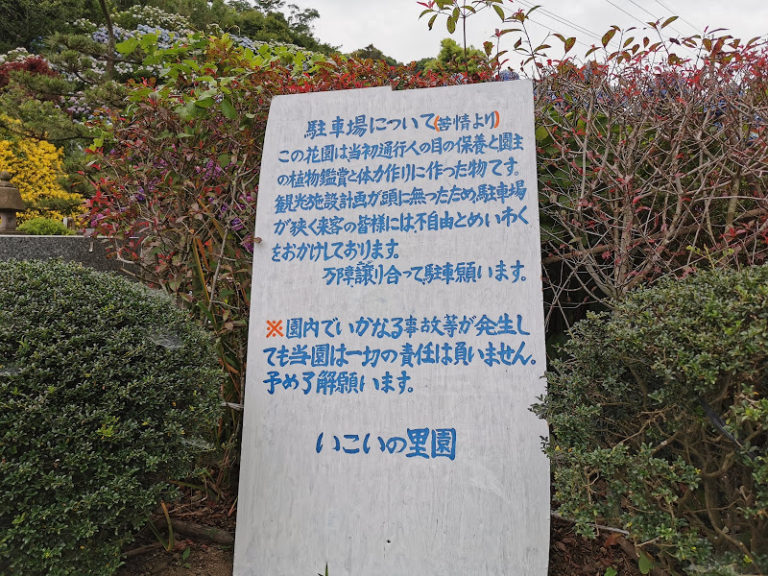 駐車場について(苦情より)
この花園は当初通行人の目の保養と園主
の植物鑑賞と体力作りに作った物です。
観光施設計画が頭に無ったため、駐車場
が狭く来客の皆様には、不自由とめいわく
をおかけしております。
万障譲り合って、駐車願います。
※園内でいかなる事故等が発生し
ても当園は一切の責任は負いません。
予め了解願います。
いこいの里園